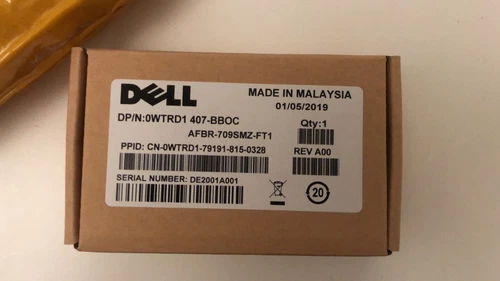 DELL
MADE IN MALAYSIA
01/05/2019
DP/N:0WTRD1 407-BBOC
Qty:1
AFBR-709SMZ-FT1
PPID: CN-0WTRD1-79191-815-0328
REV A00
SERIAL NUMBER: DE2001A001
20